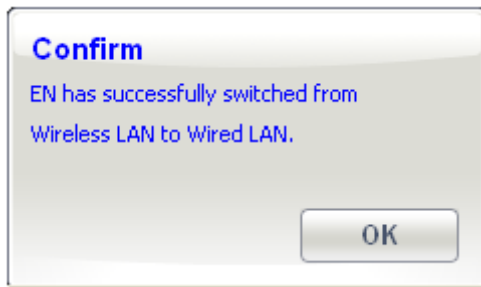 Confirm
EN has successfully switched from
Wireless LAN to Wired LAN.
OK